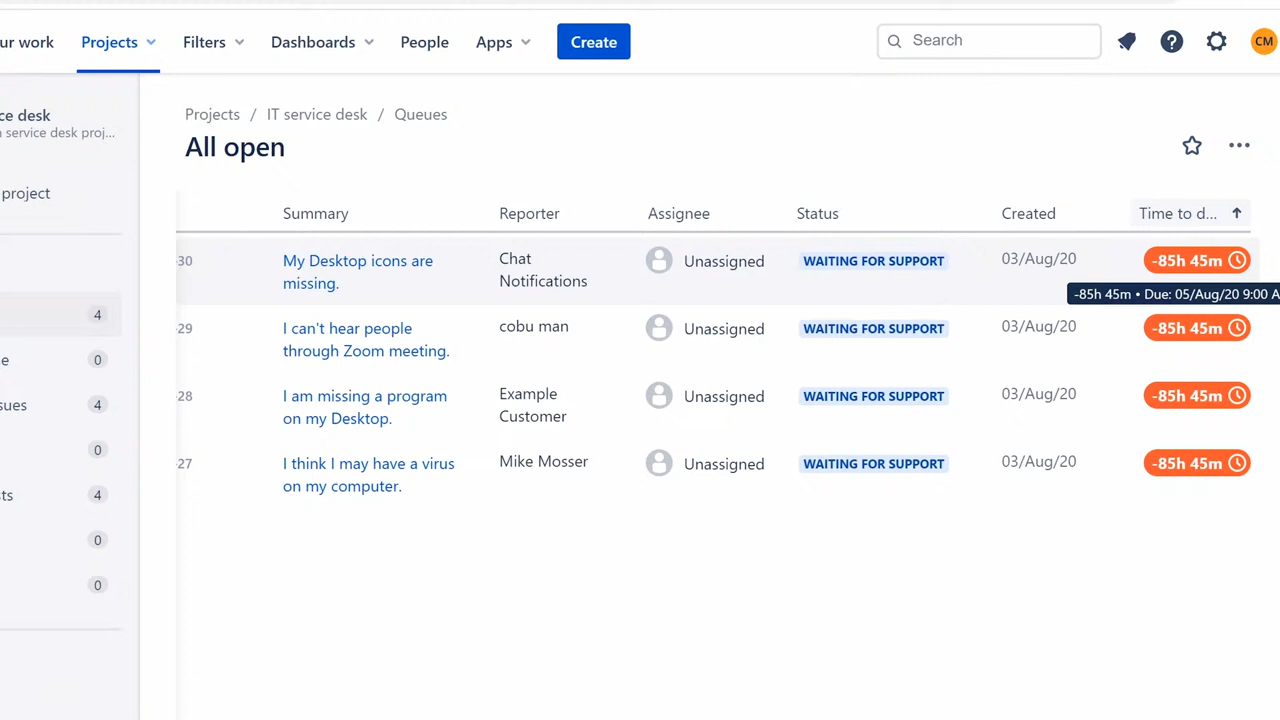 ur work Projects Filters Dashboards People Apps Create Search CM
ce desk
n service desk proj...
project
4
e 0
sues 4
0
sts 4
0
0
Projects / IT service desk / Queues
All open
Summary Reporter Assignee Status Created Time to d...
30 My Desktop icons are missing. Chat Notifications Unassigned WAITING FOR SUPPORT 03/Aug/20 -85h 45m
-85h 45m • Due: 05/Aug/20 9:00 A
29 I can't hear people through Zoom meeting. cobu man Unassigned WAITING FOR SUPPORT 03/Aug/20 -85h 45m
28 I am missing a program on my Desktop. Example Customer Unassigned WAITING FOR SUPPORT 03/Aug/20 -85h 45m
27 I think I may have a virus on my computer. Mike Mosser Unassigned WAITING FOR SUPPORT 03/Aug/20 -85h 45m